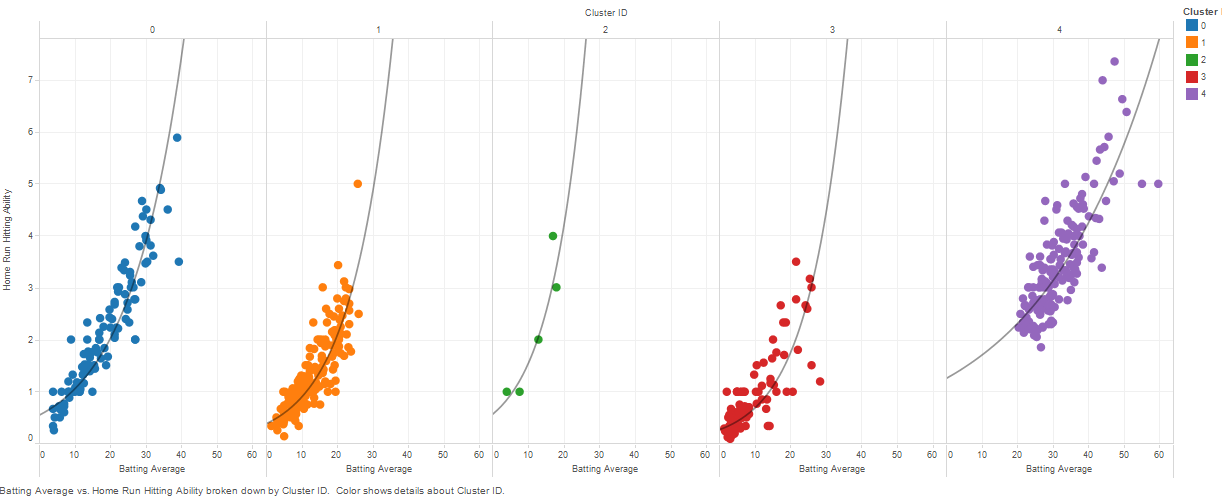 Cluster ID
Cluster I
0
1
2
3
4
0
1
2
3
4
7
6
5
4
3
2
1
0
Home Run Hitting Ability
0 10 20 30 40 50 60
0 10 20 30 40 50 60
0 10 20 30 40 50 60
0 10 20 30 40 50 60
0 10 20 30 40 50 60
Batting Average
Batting Average
Batting Average
Batting Average
Batting Average
Batting Average vs. Home Run Hitting Ability broken down by Cluster ID. Color shows details about Cluster ID.